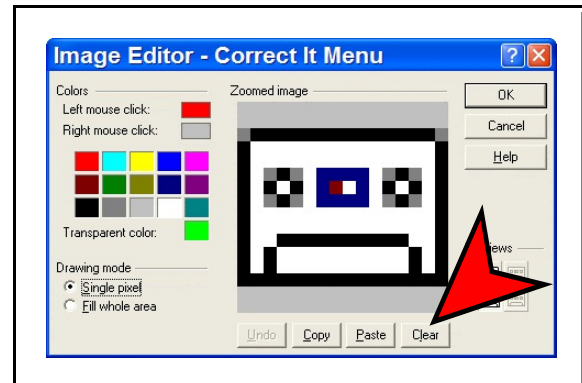 Image Editor - Correct It Menu
Colors
Left mouse click:
Right mouse click:
Transparent color:
Drawing mode
Single pixel
Fill whole area
Zoomed image
Undo Copy Paste Clear
OK
Cancel
Help